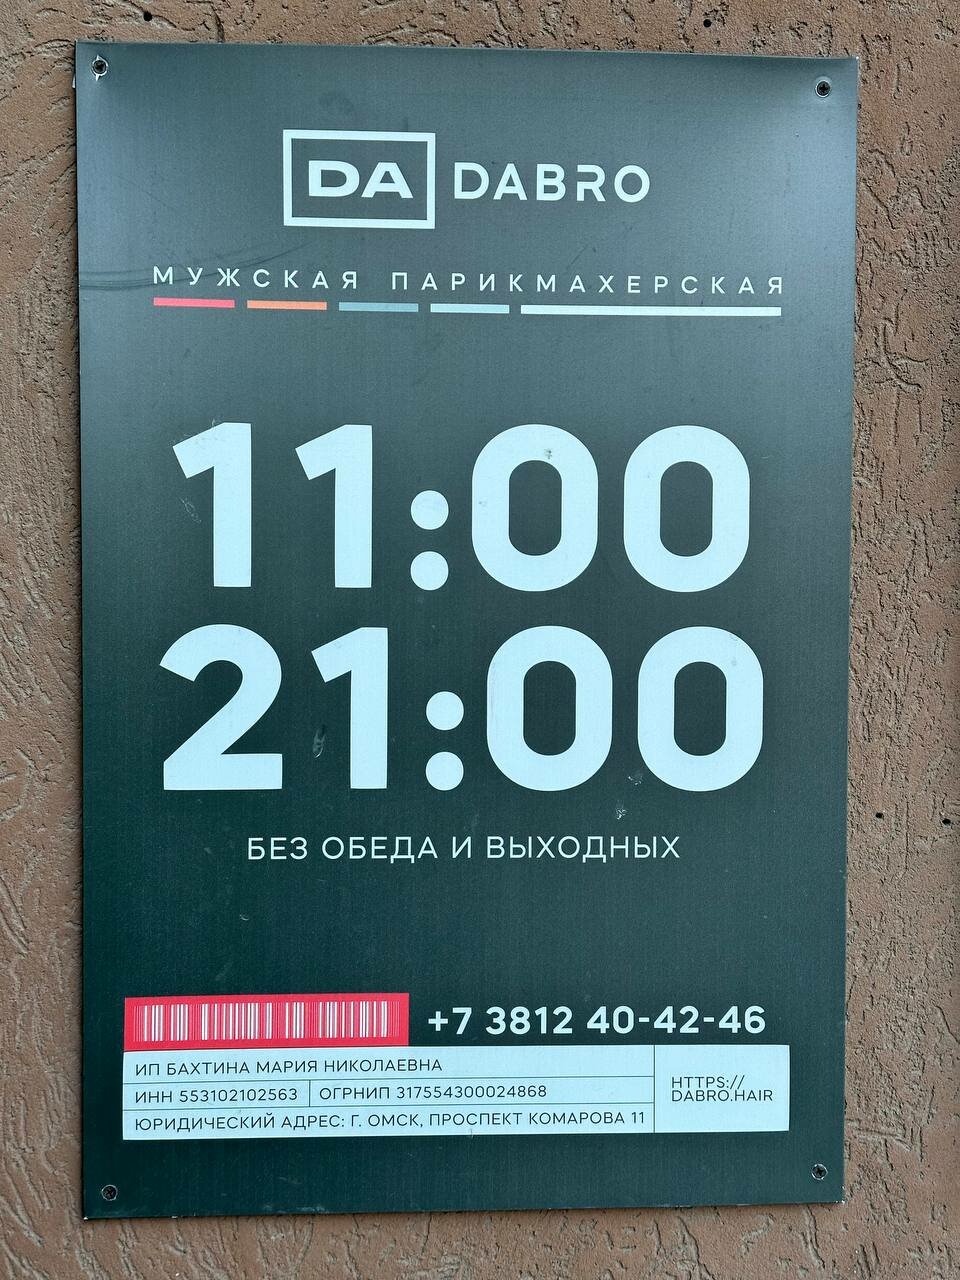 DA DABRO
МУЖСКАЯ ПАРИКМАХЕРСКАЯ
11:00
21:00
БЕЗ ОБЕДА И ВЫХОДНЫХ
+7 3812 40-42-46
ИП БАХТИНА МАРИЯ НИКОЛАЕВНА
ИНН 553102102563 ОГРНИП 317554300024868
ЮРИДИЧЕСКИЙ АДРЕС: Г. ОМСК, ПРОСПЕКТ КОМАРОВА 11
HTTPS://
DABRO.HAIR